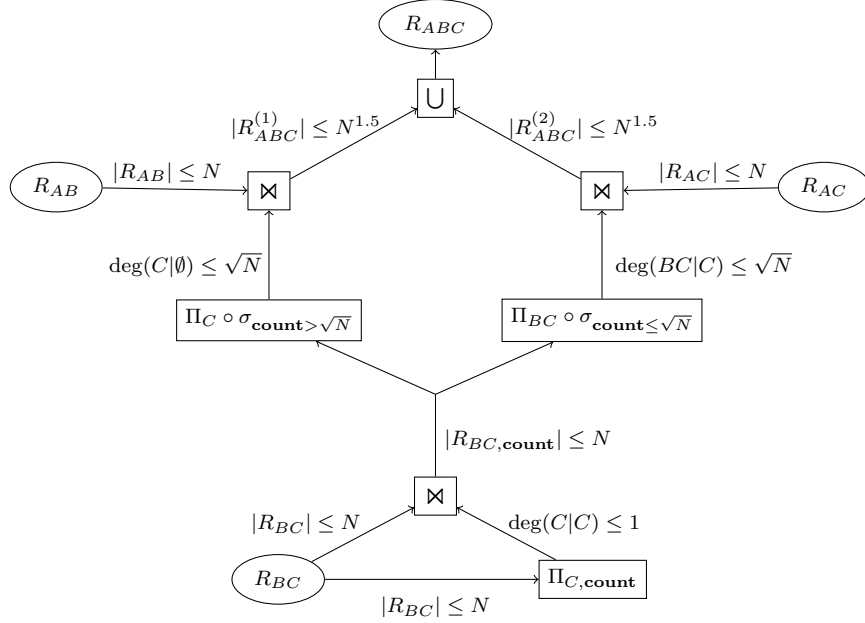 R_{ABC}
⋃
|R_{ABC}^{(1)}| ≤ N^{1.5}
|R_{ABC}^{(2)}| ≤ N^{1.5}
R_{AB}
|R_{AB}| ≤ N
⋈
⋈
|R_{AC}| ≤ N
R_{AC}
deg(C|∅) ≤ √N
deg(BC|C) ≤ √N
Π_C ∘ σ_{count>√N}
Π_{BC} ∘ σ_{count≤√N}
|R_{BC,count}| ≤ N
⋈
|R_{BC}| ≤ N
deg(C|C) ≤ 1
R_{BC}
Π_{C,count}
|R_{BC}| ≤ N